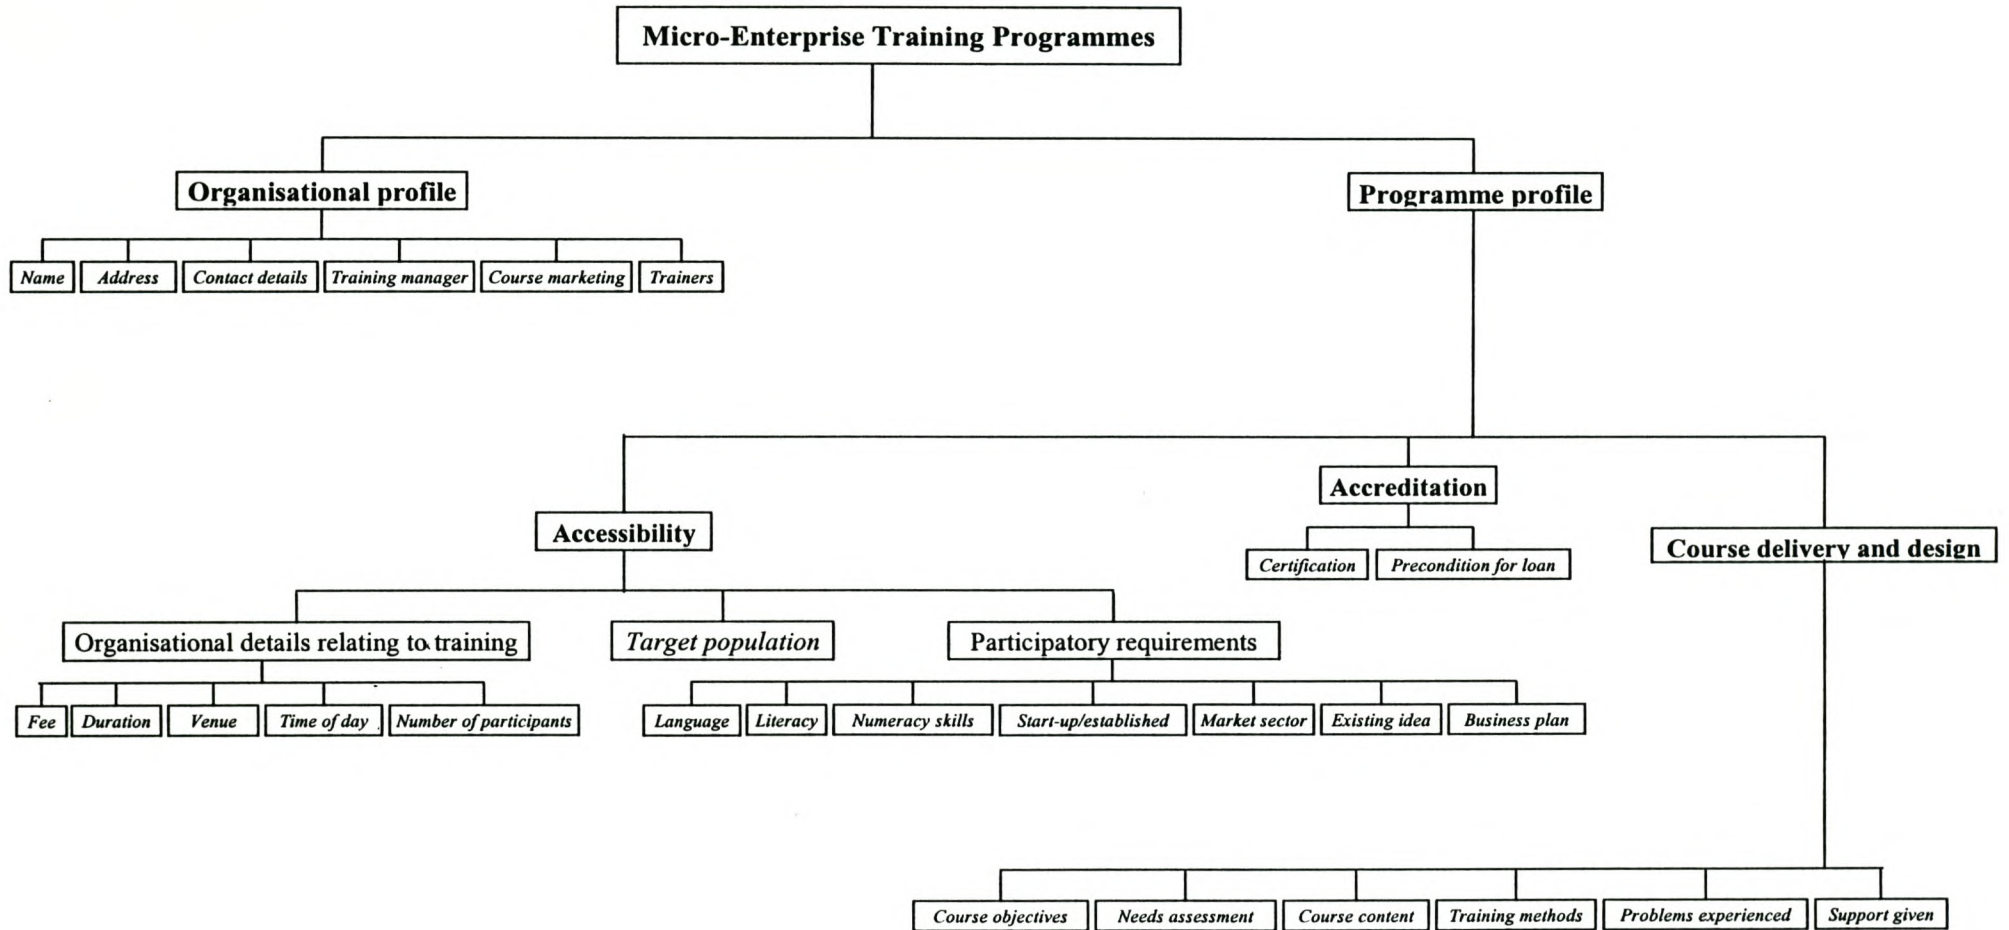 Micro-Enterprise Training Programmes
Organisational profile
Programme profile
Name
Address
Contact details
Training manager
Course marketing
Trainers
Accreditation
Accessibility
Course delivery and design
Certification
Precondition for loan
Organisational details relating to training
Target population
Participatory requirements
Fee
Duration
Venue
Time of day
Number of participants
Language
Literacy
Numeracy skills
Start-up/established
Market sector
Existing idea
Business plan
Course objectives
Needs assessment
Course content
Training methods
Problems experienced
Support given